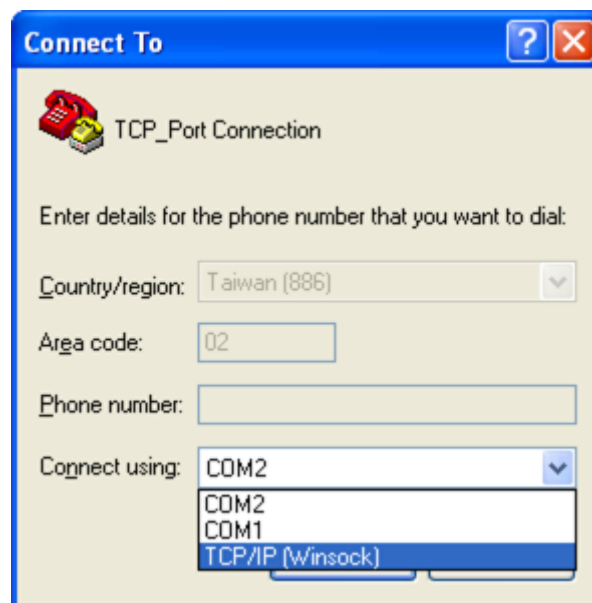 Connect To
?
TCP_Port Connection
Enter details for the phone number that you want to dial:
Country/region: Taiwan (886)
Area code: 02
Phone number:
Connect using: COM2
COM2
COM1
TCP/IP (Winsock)